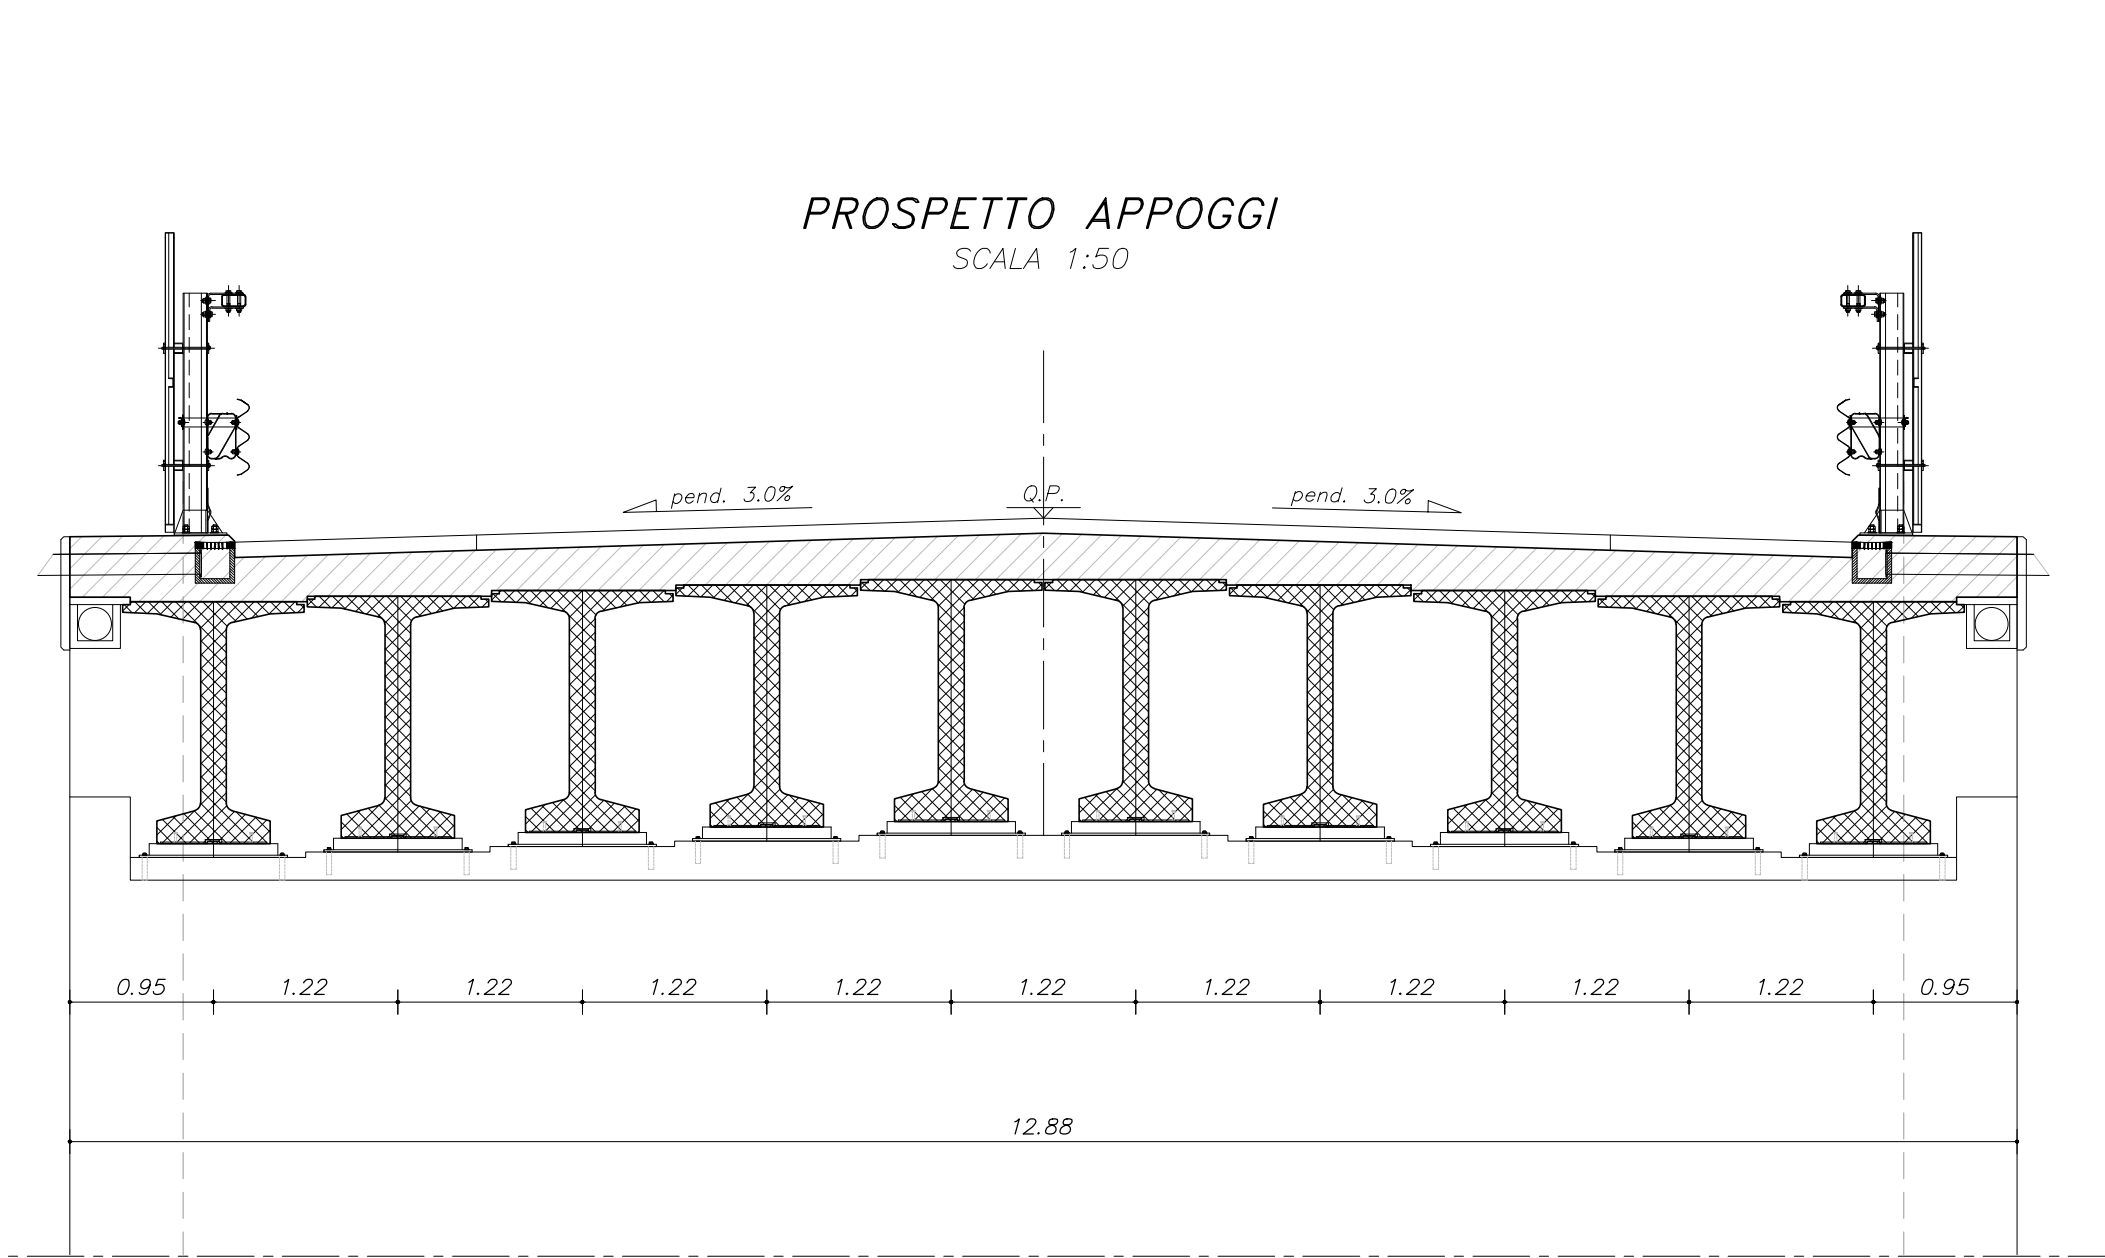 PROSPETTO APPOGGI
SCALA 1:50
pend. 3.0% Q.P. pend. 3.0%
0.95 1.22 1.22 1.22 1.22 1.22 1.22 1.22 1.22 1.22 0.95
12.88